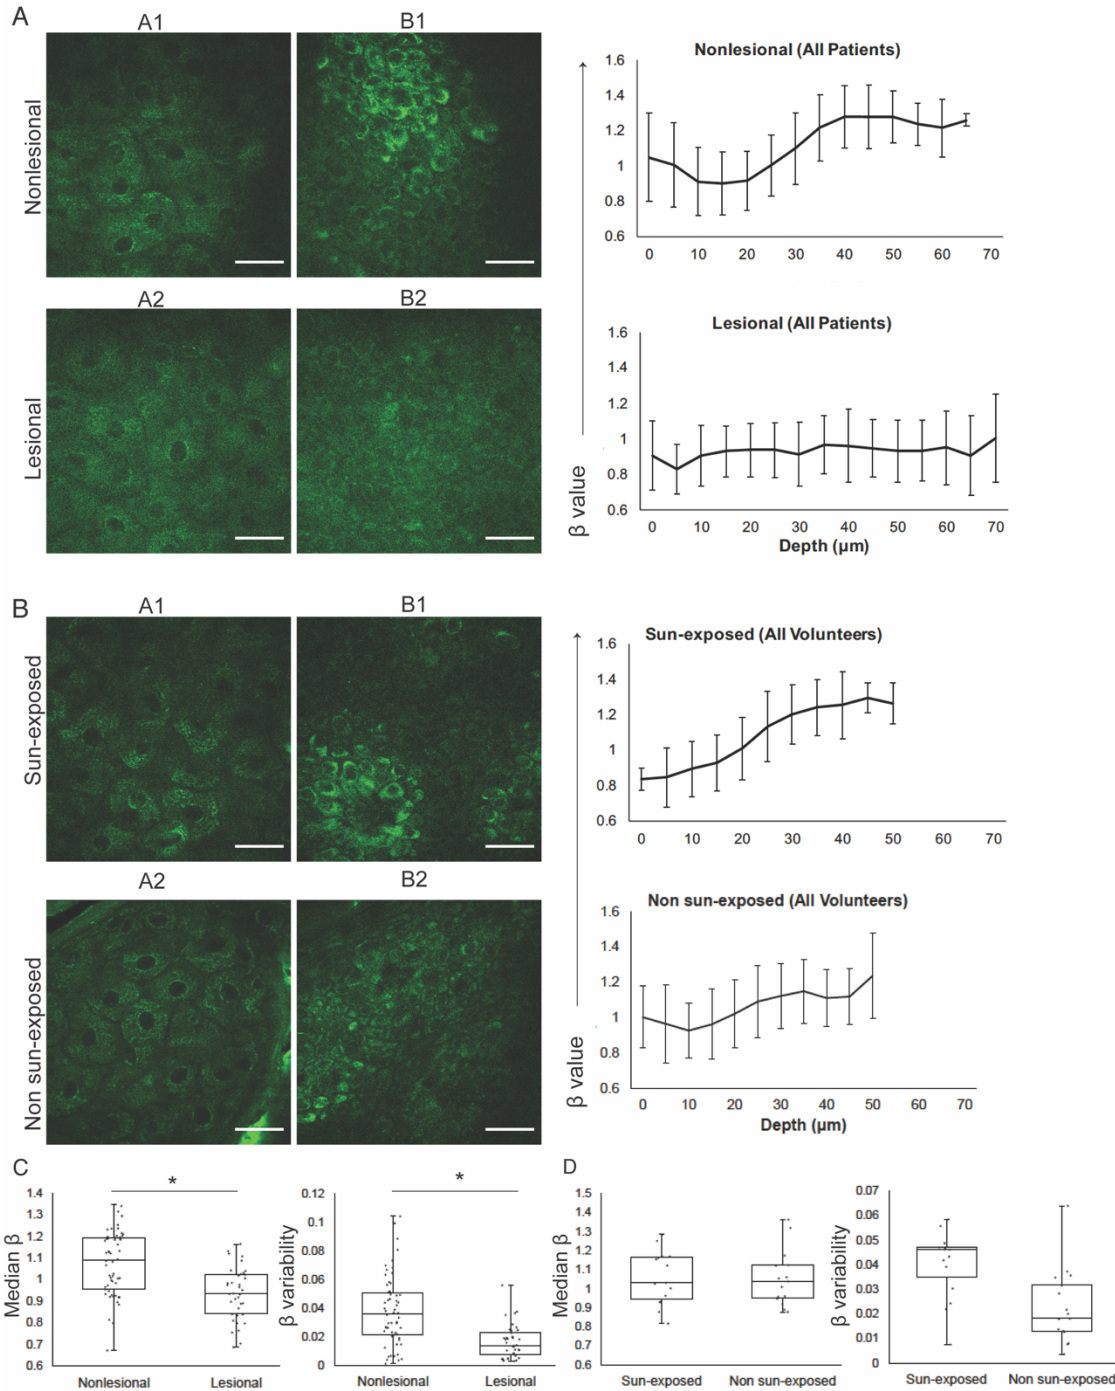 A
A1
B1
Nonlesional
A2
B2
Lesional
Nonlesional (All Patients)
1.6
1.4
1.2
1
0.8
0.6
0 10 20 30 40 50 60 70
Lesional (All Patients)
1.6
1.4
1.2
1
0.8
0.6
0 10 20 30 40 50 60 70
Depth (µm)
β value
B
A1
B1
Sun-exposed
A2
B2
Non sun-exposed
Sun-exposed (All Volunteers)
1.6
1.4
1.2
1
0.8
0.6
0 10 20 30 40 50 60 70
Non sun-exposed (All Volunteers)
1.6
1.4
1.2
1
0.8
0.6
0 10 20 30 40 50 60 70
Depth (µm)
β value
C
Median β
1.4
1.3
1.2
1.1
1
0.9
0.8
0.7
0.6
*
Nonlesional Lesional
β variability
0.12
0.1
0.08
0.06
0.04
0.02
0
*
Nonlesional Lesional
D
Median β
1.5
1.4
1.3
1.2
1.1
1
0.9
0.8
0.7
0.6
Sun-exposed Non sun-exposed
β variability
0.07
0.06
0.05
0.04
0.03
0.02
0.01
0
Sun-exposed Non sun-exposed